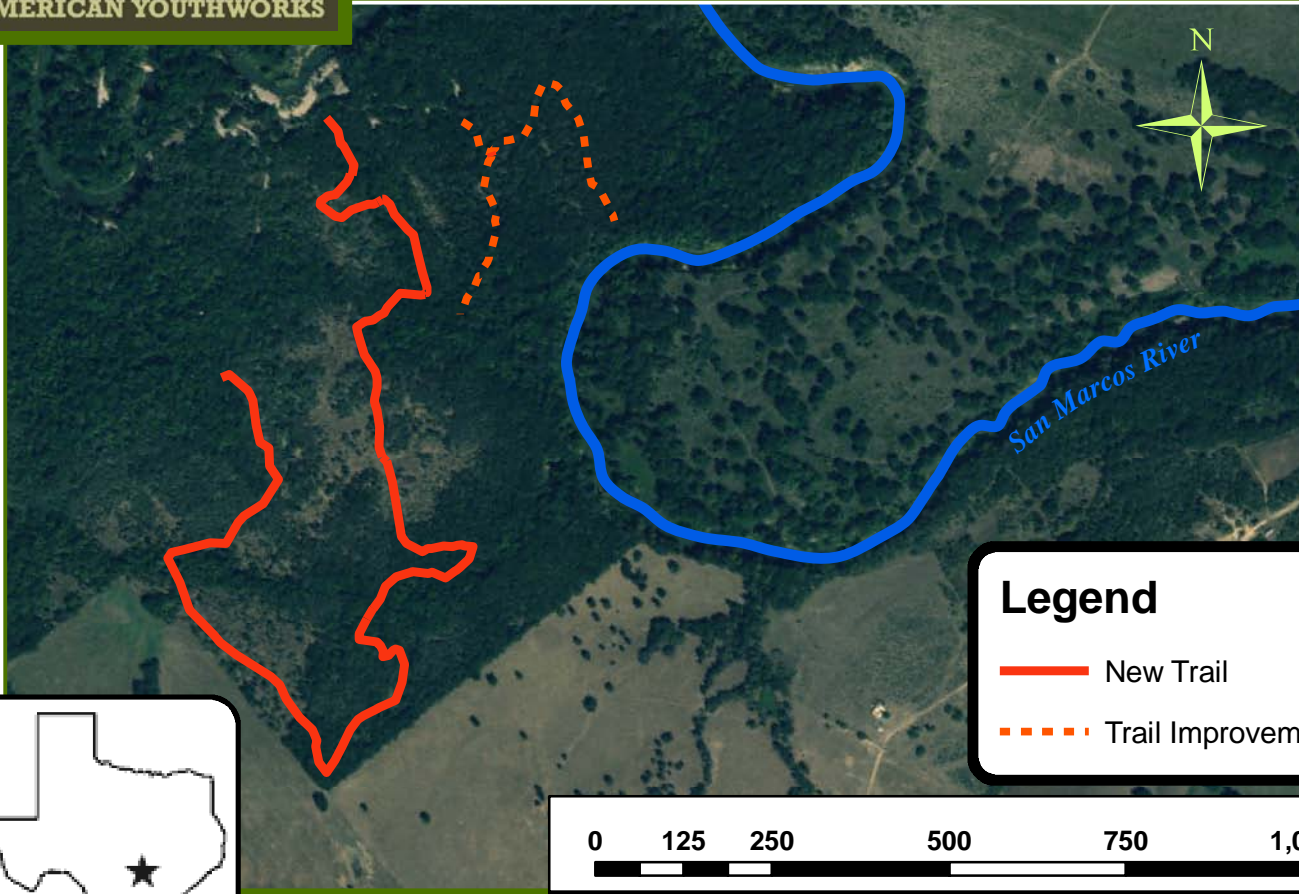 MERICAN YOUTHWORKS
N
San Marcos River
Legend
New Trail
Trail Improvem
0 125 250 500 750 1,0